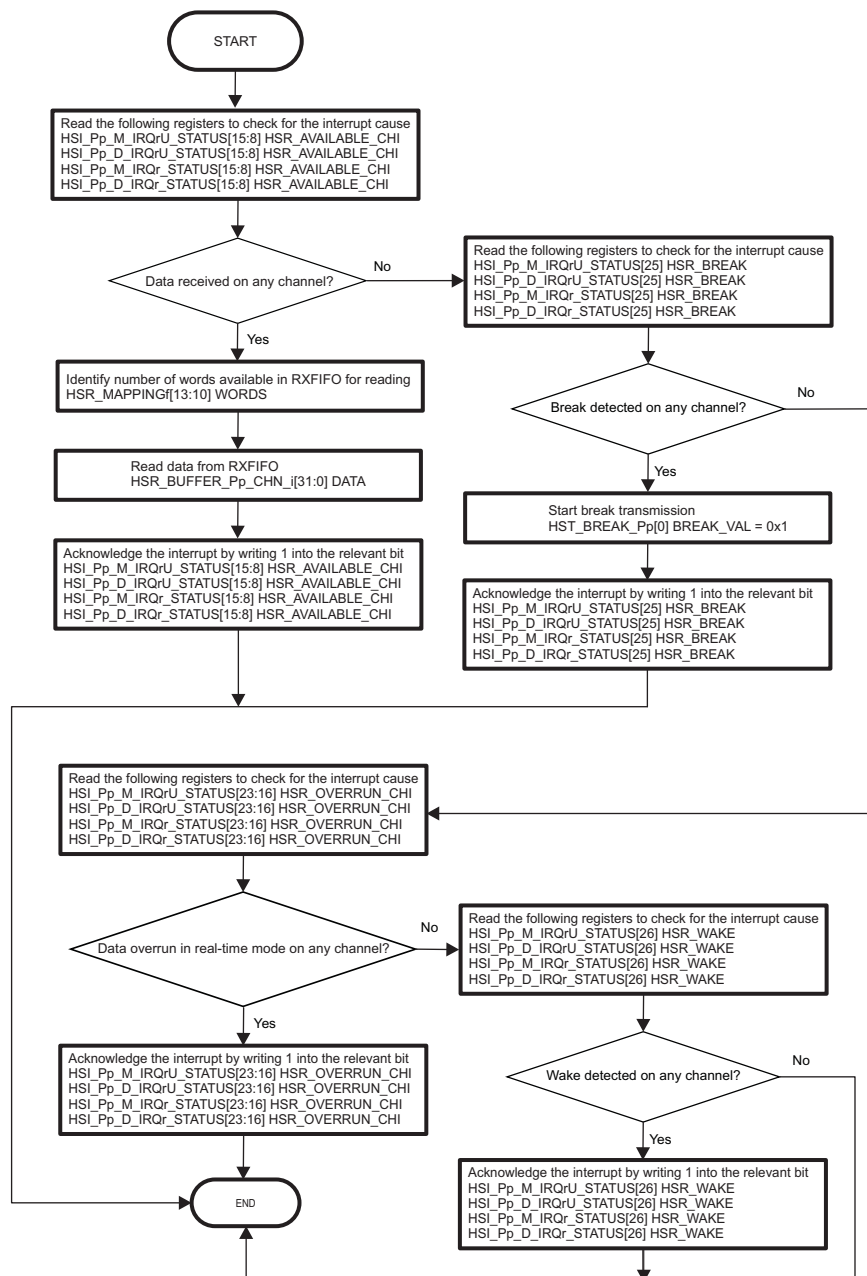 START
Read the following registers to check for the interrupt cause
HSI_Pp_M_IRQrU_STATUS[15:8] HSR_AVAILABLE_CHI
HSI_Pp_D_IRQrU_STATUS[15:8] HSR_AVAILABLE_CHI
HSI_Pp_M_IRQr_STATUS[15:8] HSR_AVAILABLE_CHI
HSI_Pp_D_IRQr_STATUS[15:8] HSR_AVAILABLE_CHI
Data received on any channel?
No
Yes
Read the following registers to check for the interrupt cause
HSI_Pp_M_IRQrU_STATUS[25] HSR_BREAK
HSI_Pp_D_IRQrU_STATUS[25] HSR_BREAK
HSI_Pp_M_IRQr_STATUS[25] HSR_BREAK
HSI_Pp_D_IRQr_STATUS[25] HSR_BREAK
Identify number of words available in RXFIFO for reading
HSR_MAPPINGf[13:10] WORDS
Break detected on any channel?
No
Yes
Read data from RXFIFO
HSR_BUFFER_Pp_CHN_i[31:0] DATA
Start break transmission
HST_BREAK_Pp[0] BREAK_VAL = 0x1
Acknowledge the interrupt by writing 1 into the relevant bit
HSI_Pp_M_IRQrU_STATUS[15:8] HSR_AVAILABLE_CHI
HSI_Pp_D_IRQrU_STATUS[15:8] HSR_AVAILABLE_CHI
HSI_Pp_M_IRQr_STATUS[15:8] HSR_AVAILABLE_CHI
HSI_Pp_D_IRQr_STATUS[15:8] HSR_AVAILABLE_CHI
Acknowledge the interrupt by writing 1 into the relevant bit
HSI_Pp_M_IRQrU_STATUS[25] HSR_BREAK
HSI_Pp_D_IRQrU_STATUS[25] HSR_BREAK
HSI_Pp_M_IRQr_STATUS[25] HSR_BREAK
HSI_Pp_D_IRQr_STATUS[25] HSR_BREAK
Read the following registers to check for the interrupt cause
HSI_Pp_M_IRQrU_STATUS[23:16] HSR_OVERRUN_CHI
HSI_Pp_D_IRQrU_STATUS[23:16] HSR_OVERRUN_CHI
HSI_Pp_M_IRQr_STATUS[23:16] HSR_OVERRUN_CHI
HSI_Pp_D_IRQr_STATUS[23:16] HSR_OVERRUN_CHI
Data overrun in real-time mode on any channel?
No
Yes
Read the following registers to check for the interrupt cause
HSI_Pp_M_IRQrU_STATUS[26] HSR_WAKE
HSI_Pp_D_IRQrU_STATUS[26] HSR_WAKE
HSI_Pp_M_IRQr_STATUS[26] HSR_WAKE
HSI_Pp_D_IRQr_STATUS[26] HSR_WAKE
Acknowledge the interrupt by writing 1 into the relevant bit
HSI_Pp_M_IRQrU_STATUS[23:16] HSR_OVERRUN_CHI
HSI_Pp_D_IRQrU_STATUS[23:16] HSR_OVERRUN_CHI
HSI_Pp_M_IRQr_STATUS[23:16] HSR_OVERRUN_CHI
HSI_Pp_D_IRQr_STATUS[23:16] HSR_OVERRUN_CHI
Wake detected on any channel?
No
Yes
END
Acknowledge the interrupt by writing 1 into the relevant bit
HSI_Pp_M_IRQrU_STATUS[26] HSR_WAKE
HSI_Pp_D_IRQrU_STATUS[26] HSR_WAKE
HSI_Pp_M_IRQr_STATUS[26] HSR_WAKE
HSI_Pp_D_IRQr_STATUS[26] HSR_WAKE